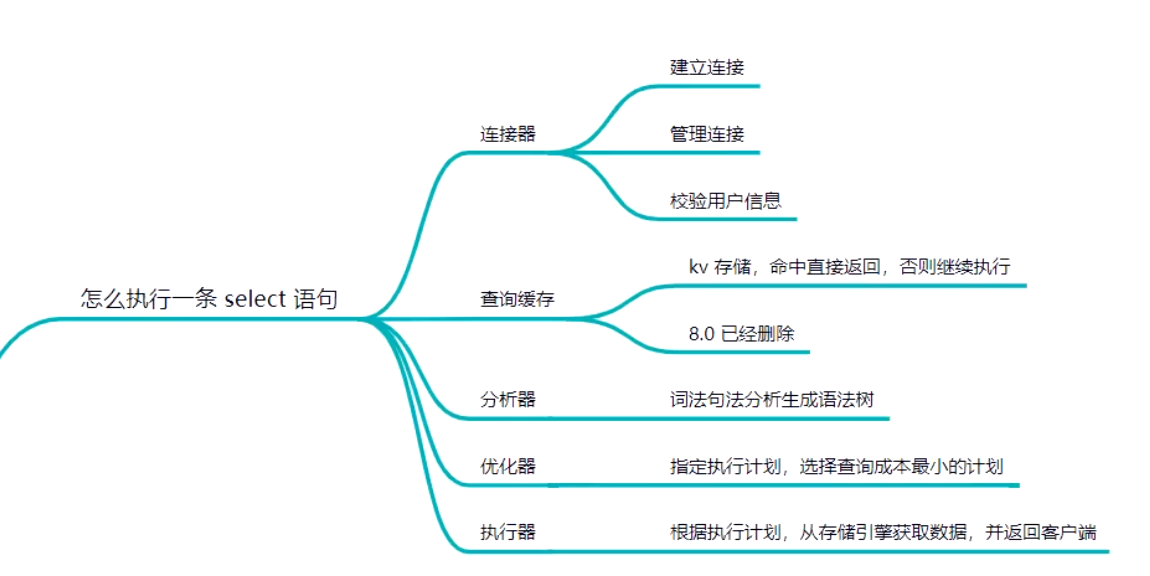 建立连接
连接器
管理连接
校验用户信息
kv 存储，命中直接返回，否则继续执行
怎么执行一条 select 语句
查询缓存
8.0 已经删除
分析器
词法句法分析生成语法树
优化器
指定执行计划，选择查询成本最小的计划
执行器
根据执行计划，从存储引擎获取数据，并返回客户端